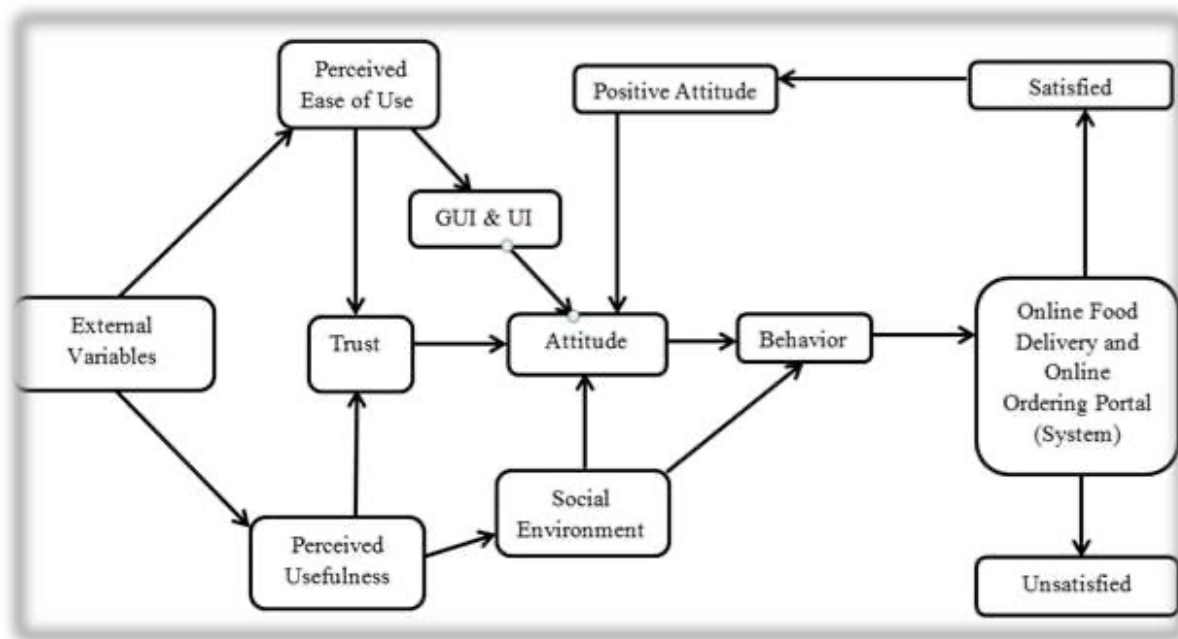 Perceived
Ease of Use
Positive Attitude
Satisfied
GUI & UI
External
Variables
Trust
Attitude
Behavior
Online Food
Delivery and
Online
Ordering Portal
(System)
Social
Environment
Perceived
Usefulness
Unsatisfied